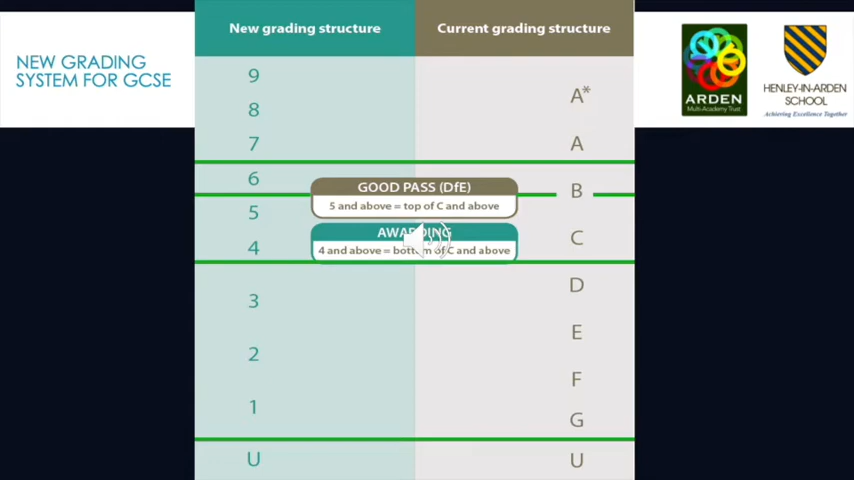 NEW GRADING
SYSTEM FOR GCSE
New grading structure
Current grading structure
9
8
7
6
5
4
3
2
1
U
A*
A
B
C
D
E
F
G
U
GOOD PASS (DfE)
5 and above = top of C and above
AWARDING
4 and above = bottom of C and above
ARDEN
Multi-Academy Trust
HENLEY-IN-ARDEN
SCHOOL
Achieving Excellence Together